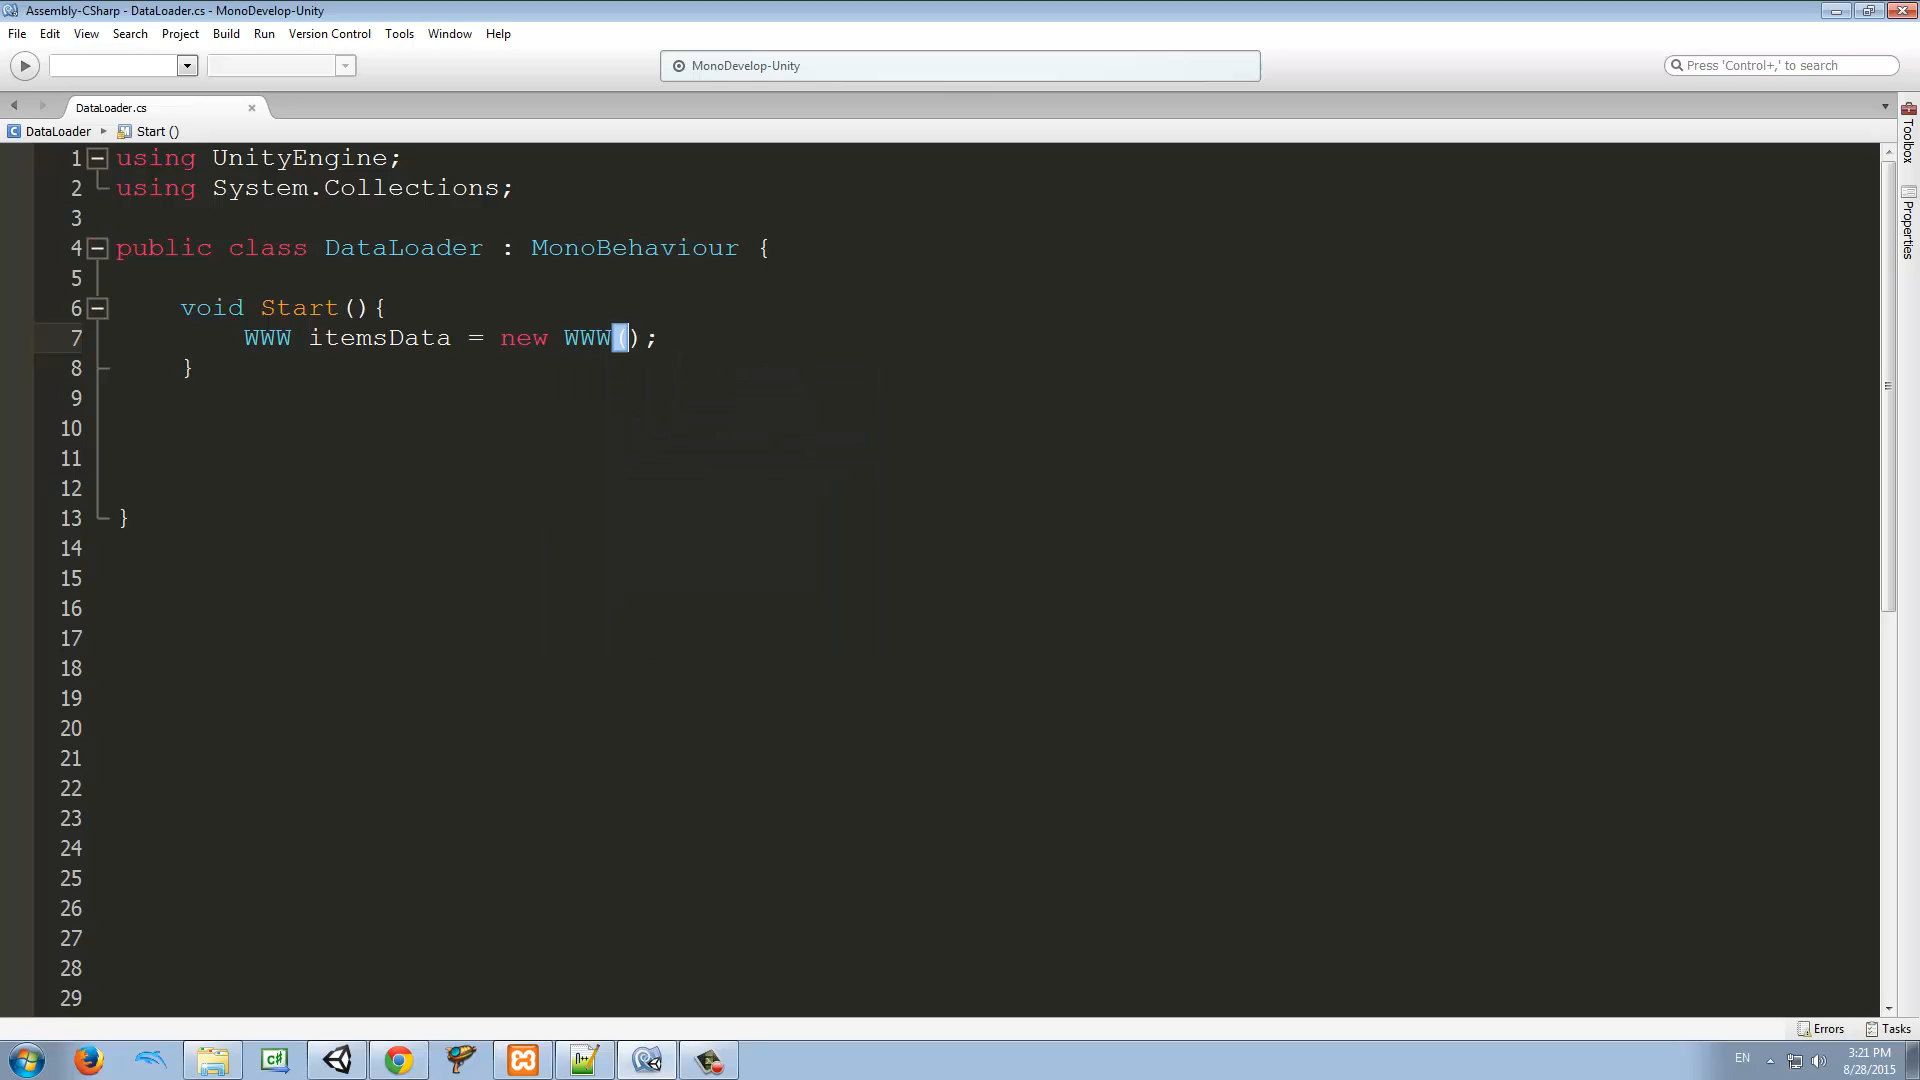 Assembly-CSharp - DataLoader.cs - MonoDevelop-Unity
File Edit View Search Project Build Run Version Control Tools Window Help
MonoDevelop-Unity
Press 'Control+,' to search
DataLoader.cs
DataLoader Start ()
1 using UnityEngine;
2 using System.Collections;
3
4 public class DataLoader : MonoBehaviour {
5
6 void Start(){
7 WWW itemsData = new WWW();
8 }
9
10
11
12
13 }
14
15
16
17
18
19
20
21
22
23
24
25
26
27
28
29
Toolbox
Properties
Errors Tasks
EN
3:21 PM
8/28/2015